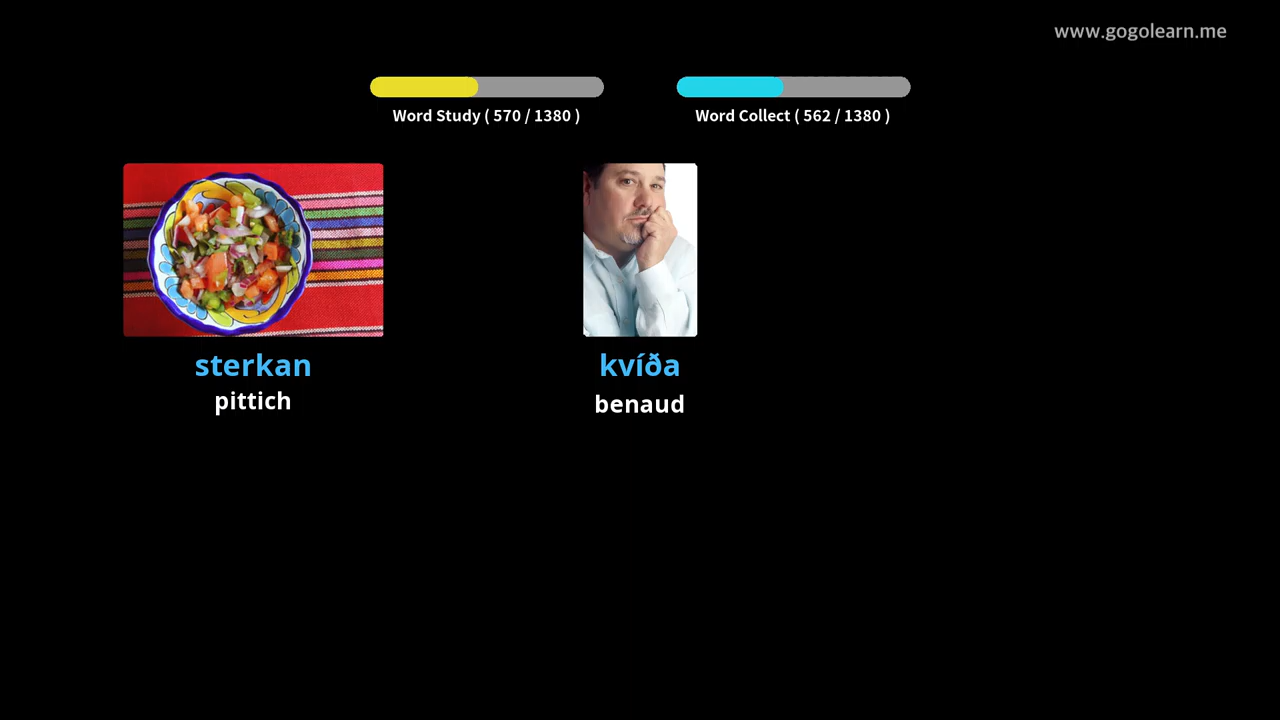 www.gogolearn.me
Word Study ( 570 / 1380 )
Word Collect ( 562 / 1380 )
sterkan
pittich
kvíða
benaud